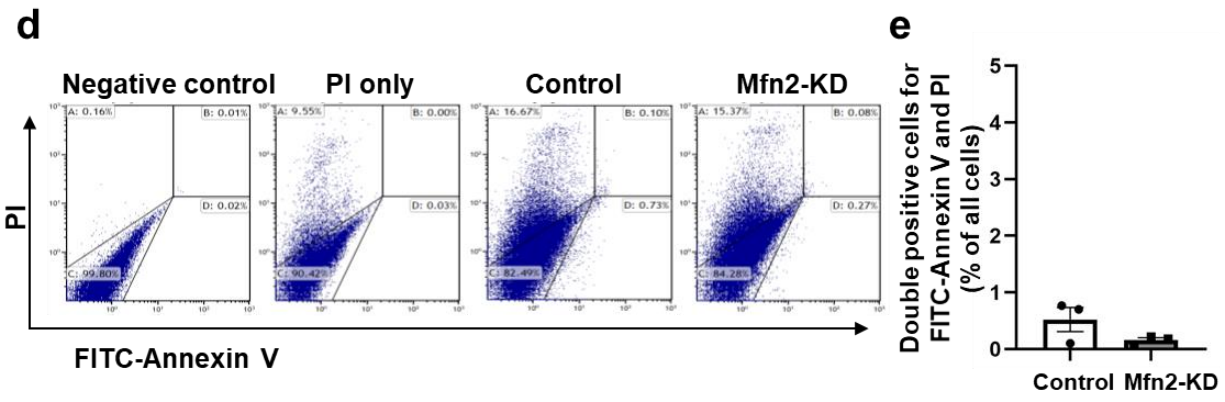 d
Negative control
PI only
Control
Mfn2-KD
A: 0.16%
B: 0.01%
D: 0.02%
C: 99.80%
A: 9.55%
B: 0.00%
D: 0.03%
C: 90.42%
A: 16.67%
B: 0.10%
D: 0.73%
C: 82.49%
A: 15.37%
B: 0.08%
D: 0.27%
C: 84.28%
PI
FITC-Annexin V
e
Double positive cells for
FITC-Annexin V and PI
(% of all cells)
5
4
3
2
1
0
Control Mfn2-KD